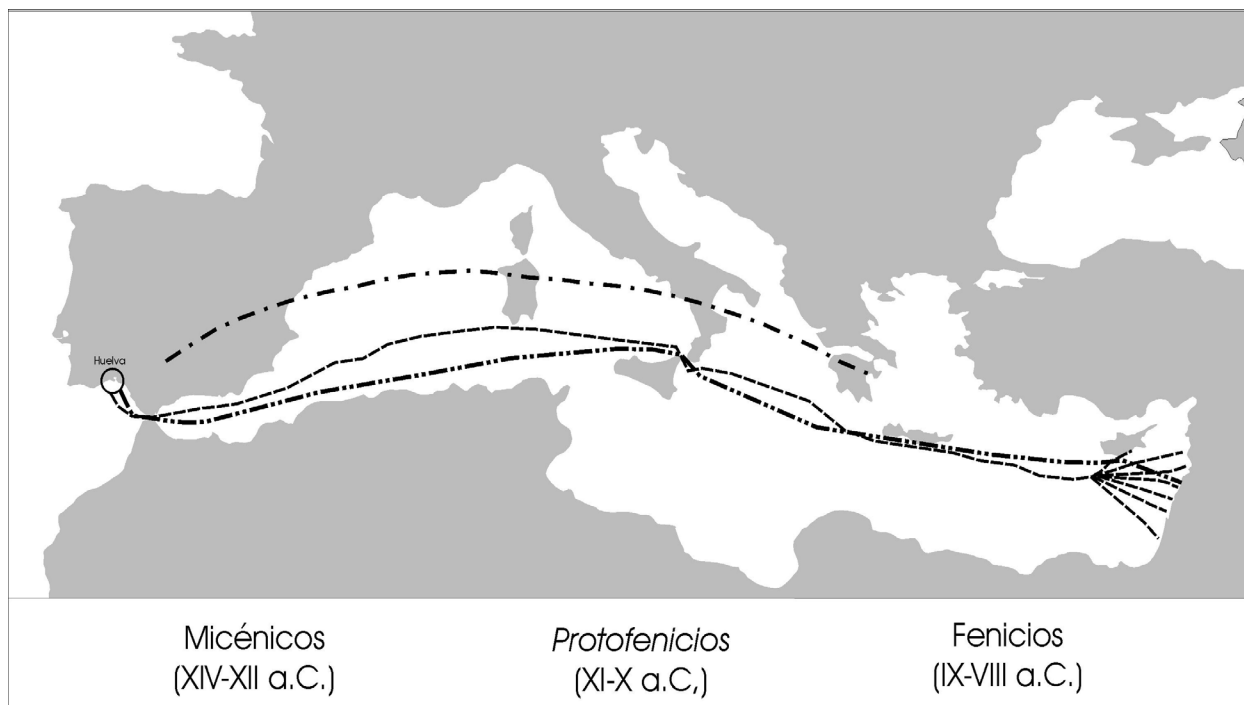 Huelva
Micénicos
(XIV-XII a.C.)
Protofenicios
(XI-X a.C,)
Fenicios
(IX-VIII a.C.)